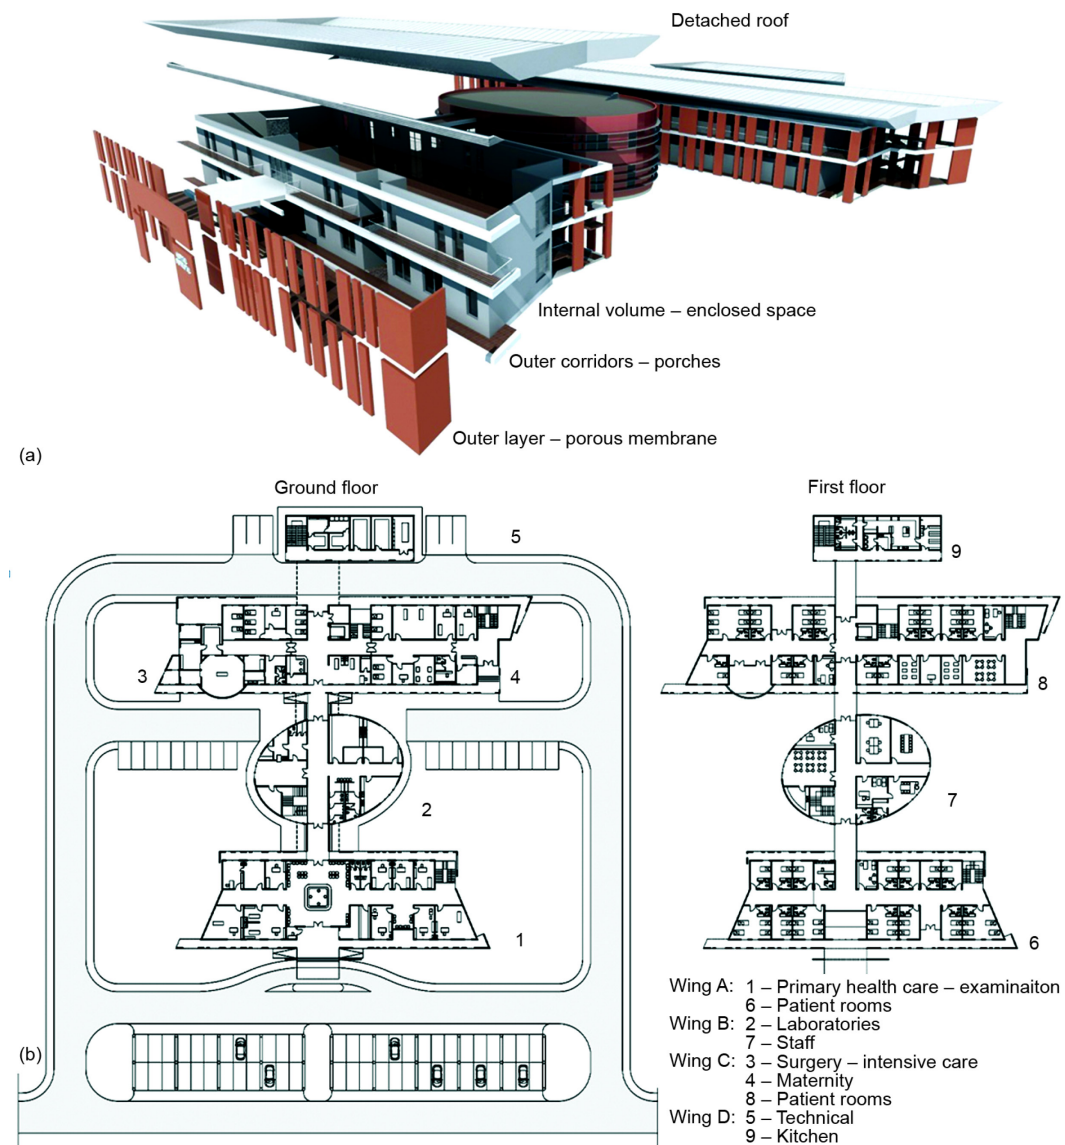 Detached roof
Internal volume – enclosed space
Outer corridors – porches
Outer layer – porous membrane
(a)
Ground floor
First floor
5
9
3
4
8
2
7
1
6
Wing A: 1 – Primary health care – examinaiton
6 – Patient rooms
Wing B: 2 – Laboratories
7 – Staff
Wing C: 3 – Surgery – intensive care
4 – Maternity
8 – Patient rooms
Wing D: 5 – Technical
9 – Kitchen
(b)